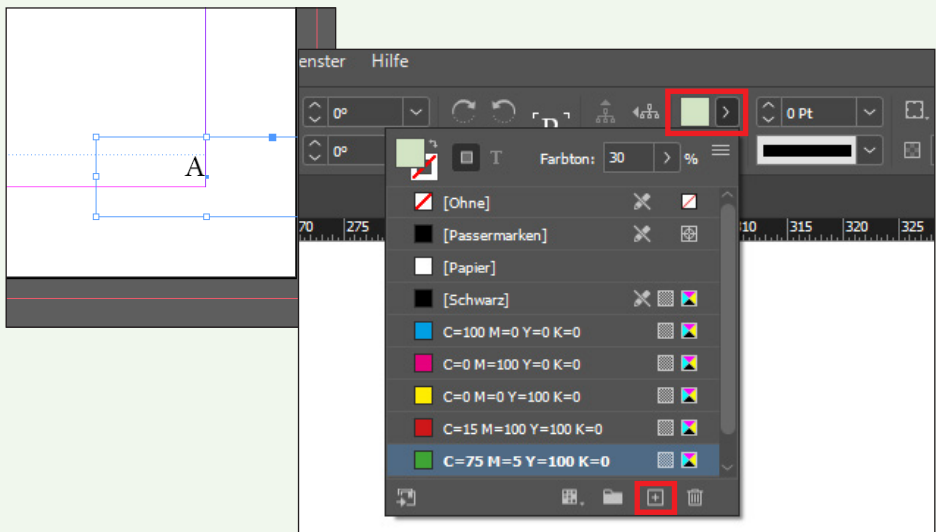 enster Hilfe
0° 0 Pt
A
0°
Farbton: 30 %
[Ohne]
[Passermarken]
70 275 10 315 320 325
[Papier]
[Schwarz]
C=100 M=0 Y=0 K=0
C=0 M=100 Y=0 K=0
C=0 M=0 Y=100 K=0
C=15 M=100 Y=100 K=0
C=75 M=5 Y=100 K=0